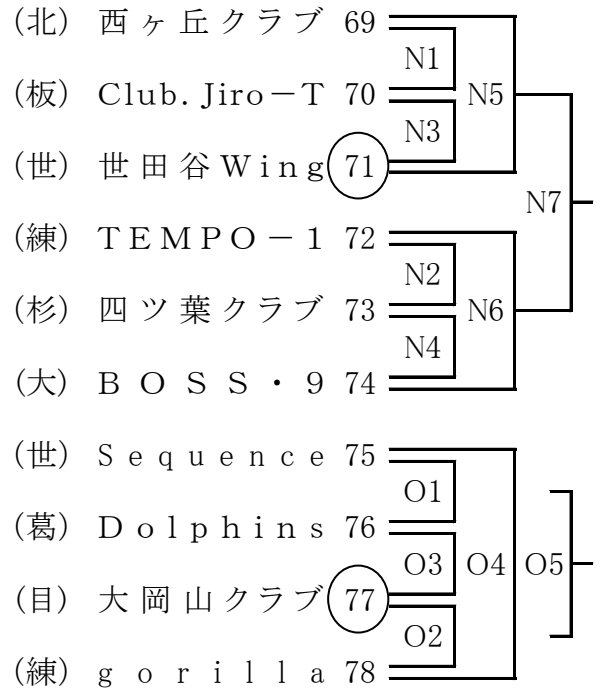 (北) 西ヶ丘クラブ 69
N1
(板) Club.Jiro－T 70 N5
N3
(世) 世田谷Wing 71
N7
(練) TEMPO－1 72
N2
(杉) 四ツ葉クラブ 73 N6
N4
(大) BOSS・9 74
(世) Sequence 75
O1
(葛) Dolphins 76
O3 O4 O5
(目) 大岡山クラブ 77
O2
(練) gorilla 78